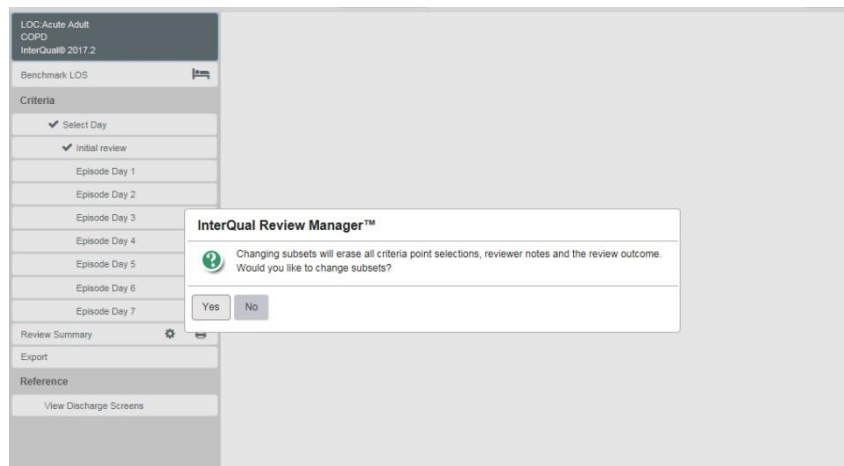 LOC:Acute Adult
COPD
InterQual® 2017.2
Benchmark LOS
Criteria
Select Day
Initial review
Episode Day 1
Episode Day 2
Episode Day 3
Episode Day 4
Episode Day 5
Episode Day 6
Episode Day 7
Review Summary
Export
Reference
View Discharge Screens
InterQual Review Manager™
Changing subsets will erase all criteria point selections, reviewer notes and the review outcome.
Would you like to change subsets?
Yes No